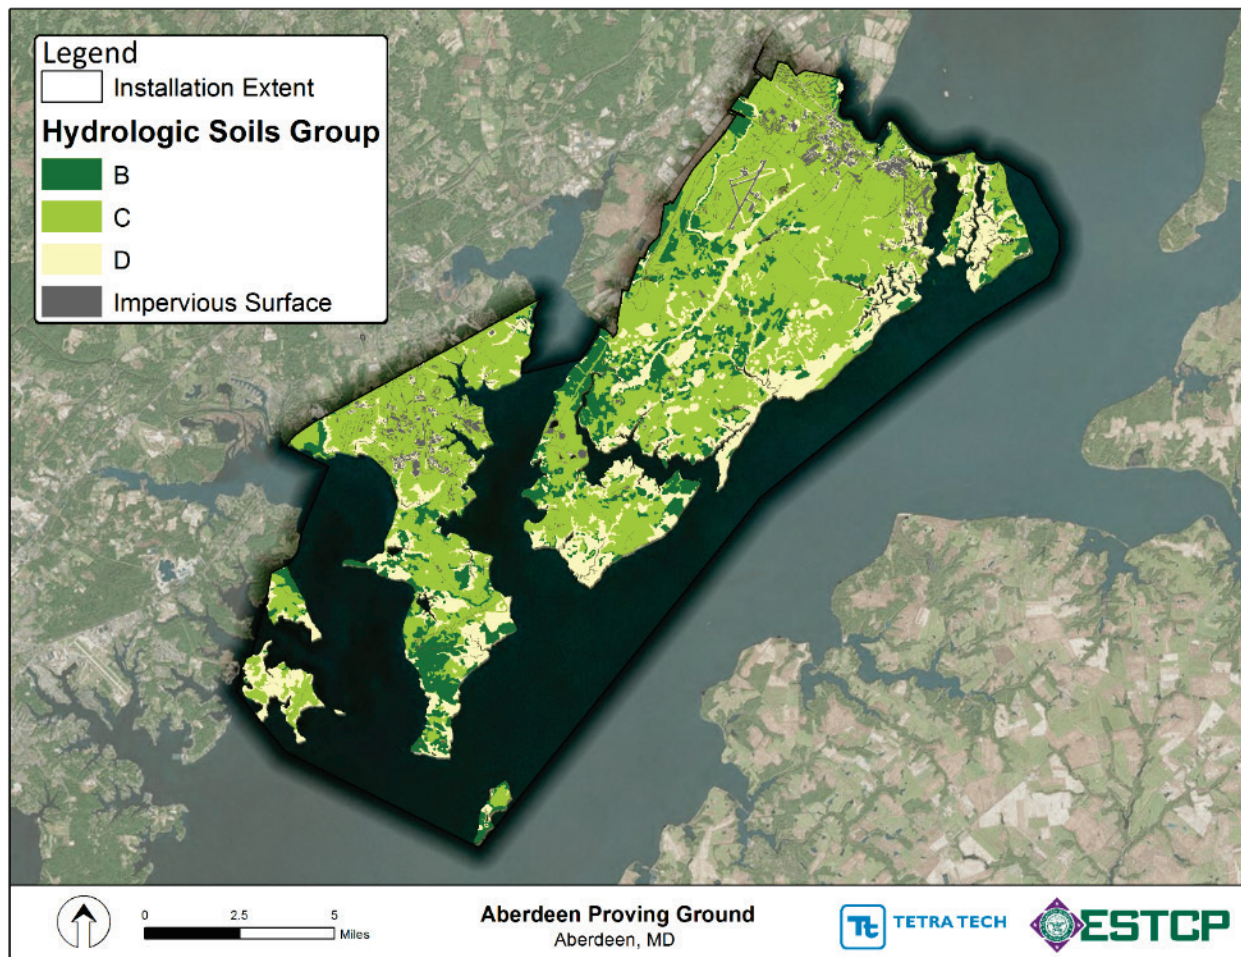 Legend
Installation Extent
Hydrologic Soils Group
B
C
D
Impervious Surface
0 2.5 5
Miles
Aberdeen Proving Ground
Aberdeen, MD
Tt TETRA TECH
ESTCP